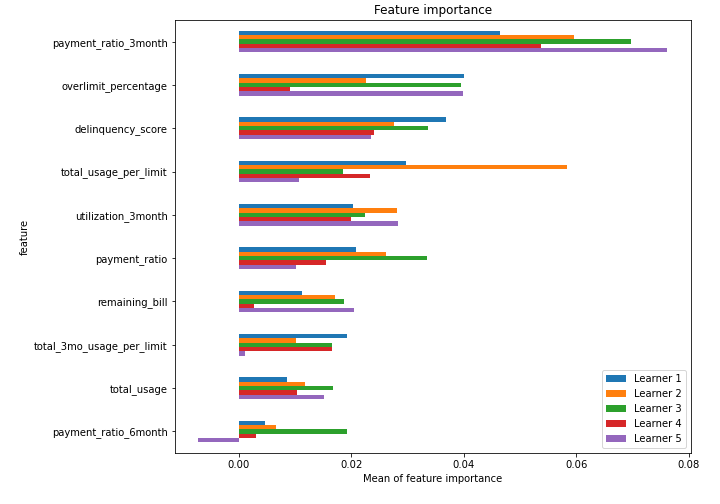 Feature importance
payment_ratio_3month
overlimit_percentage
delinquency_score
total_usage_per_limit
utilization_3month
payment_ratio
remaining_bill
total_3mo_usage_per_limit
total_usage
payment_ratio_6month
feature
0.00 0.02 0.04 0.06 0.08
Mean of feature importance
Learner 1
Learner 2
Learner 3
Learner 4
Learner 5